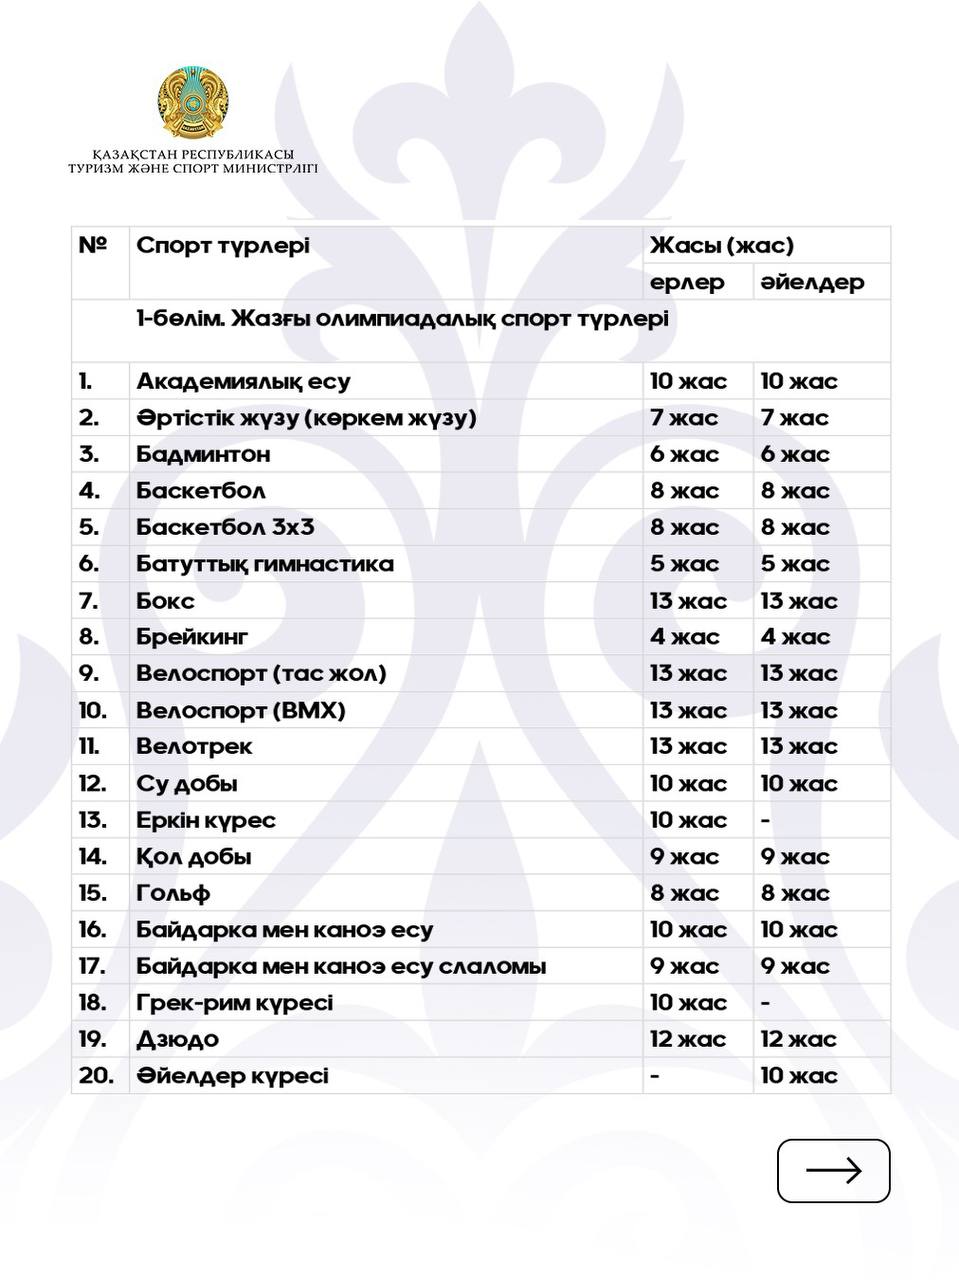 ҚАЗАҚСТАН
ҚАЗАҚСТАН РЕСПУБЛИКАСЫ
ТУРИЗМ ЖӘНЕ СПОРТ МИНИСТРЛІГІ
№ Спорт түрлері Жасы (жас)
ерлер әйелдер
1-бөлім. Жазғы олимпиадалық спорт түрлері
1. Академиялық есу 10 жас 10 жас
2. Әртістік жүзу (көркем жүзу) 7 жас 7 жас
3. Бадминтон 6 жас 6 жас
4. Баскетбол 8 жас 8 жас
5. Баскетбол 3х3 8 жас 8 жас
6. Батуттық гимнастика 5 жас 5 жас
7. Бокс 13 жас 13 жас
8. Брейкинг 4 жас 4 жас
9. Велоспорт (тас жол) 13 жас 13 жас
10. Велоспорт (ВМХ) 13 жас 13 жас
11. Велотрек 13 жас 13 жас
12. Су добы 10 жас 10 жас
13. Еркін күрес 10 жас -
14. Қол добы 9 жас 9 жас
15. Гольф 8 жас 8 жас
16. Байдарка мен каноэ есу 10 жас 10 жас
17. Байдарка мен каноэ есу слаломы 9 жас 9 жас
18. Грек-рим күресі 10 жас -
19. Дзюдо 12 жас 12 жас
20. Әйелдер күресі - 10 жас